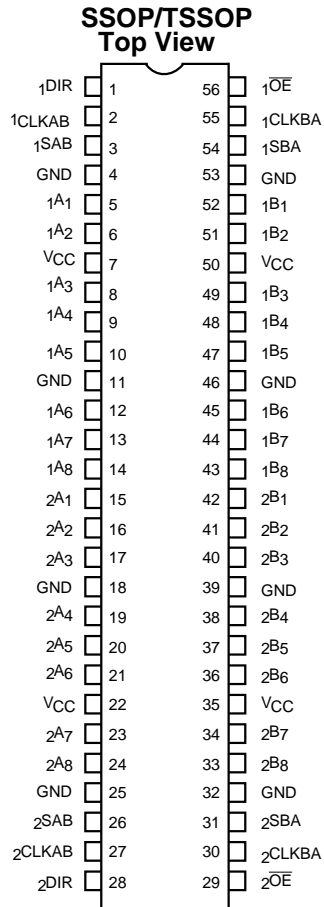 SSOP/TSSOP
Top View
1DIR 1 56 1O̅E̅
1CLKAB 2 55 1CLKBA
1SAB 3 54 1SBA
GND 4 53 GND
1A1 5 52 1B1
1A2 6 51 1B2
VCC 7 50 VCC
1A3 8 49 1B3
1A4 9 48 1B4
1A5 10 47 1B5
GND 11 46 GND
1A6 12 45 1B6
1A7 13 44 1B7
1A8 14 43 1B8
2A1 15 42 2B1
2A2 16 41 2B2
2A3 17 40 2B3
GND 18 39 GND
2A4 19 38 2B4
2A5 20 37 2B5
2A6 21 36 2B6
VCC 22 35 VCC
2A7 23 34 2B7
2A8 24 33 2B8
GND 25 32 GND
2SAB 26 31 2SBA
2CLKAB 27 30 2CLKBA
2DIR 28 29 2O̅E̅